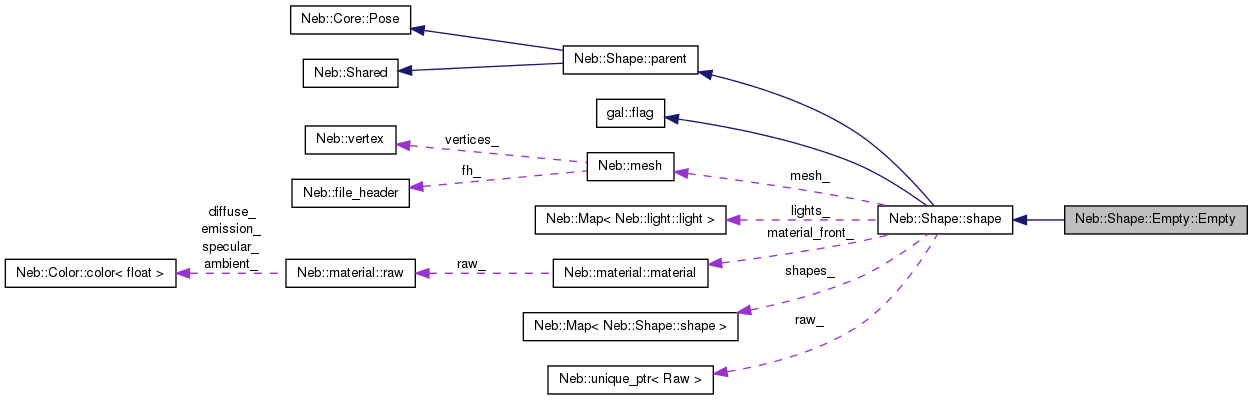 Neb::Core::Pose
Neb::Shape::parent
Neb::Shared
gal::flag
Neb::vertex
vertices_
Neb::mesh
fh_
mesh_
Neb::file_header
diffuse_
emission_
specular_
ambient_
Neb::Map< Neb::light::light >
lights_
Neb::Shape::shape
Neb::Shape::Empty::Empty
material_front_
Neb::Color::color< float >
Neb::material::raw
raw_
Neb::material::material
shapes_
Neb::Map< Neb::Shape::shape >
raw_
Neb::unique_ptr< Raw >